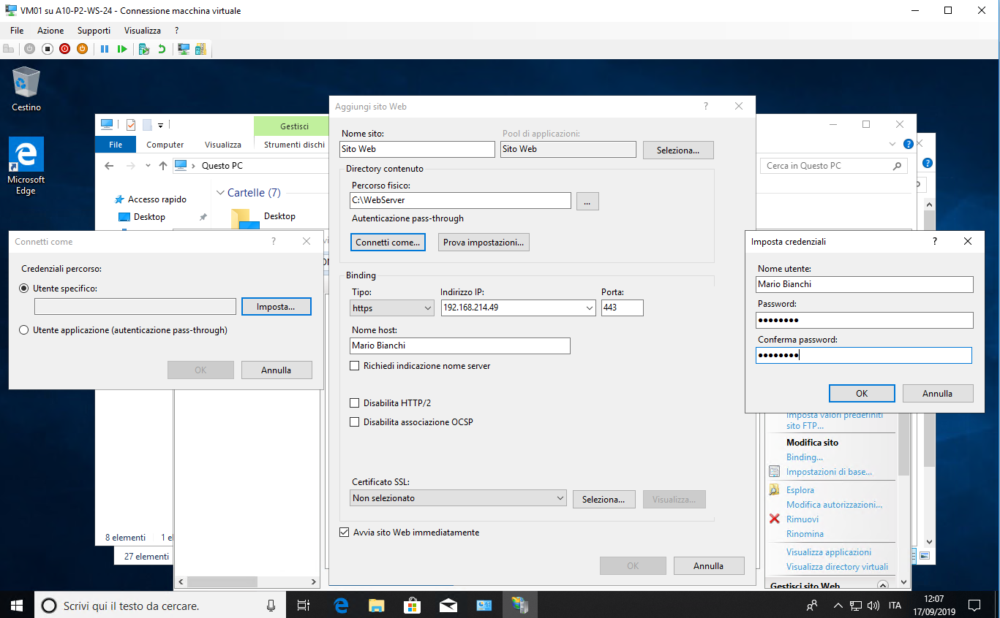 VM01 su A10-P2-WS-24 - Connessione macchina virtuale
File Azione Supporti Visualizza ?
Cestino
Microsoft
Edge
Gestisci
File Computer Visualizza Strumenti dischi
Questo PC
Cerca in Questo PC
Accesso rapido
Desktop
Cartelle (7)
Desktop
8 elementi
27 elementi
Connetti come
?
Credenziali percorso:
Utente specifico:
Imposta...
Utente applicazione (autenticazione pass-through)
OK Annulla
Aggiungi sito Web
?
Nome sito: Pool di applicazioni:
Sito Web Sito Web Seleziona...
Directory contenuto
Percorso fisico:
C:\WebServer ...
Autenticazione pass-through
Connetti come... Prova impostazioni...
Binding
Tipo: Indirizzo IP: Porta:
https 192.168.214.49 443
Nome host:
Mario Bianchi
Richiedi indicazione nome server
Disabilita HTTP/2
Disabilita associazione OCSP
Certificato SSL:
Non selezionato Seleziona... Visualizza...
Avvia sito Web immediatamente
OK Annulla
Imposta credenziali
?
Nome utente:
Mario Bianchi
Password:
●●●●●●●●
Conferma password:
●●●●●●●●
OK Annulla
Imposta valori predefiniti
sito FTP...
Modifica sito
Binding...
Impostazioni di base...
Esplora
Modifica autorizzazioni...
Rimuovi
Rinomina
Visualizza applicazioni
Visualizza directory virtuali
Gestisci sito Web
Scrivi qui il testo da cercare.
ITA
12:07
17/09/2019